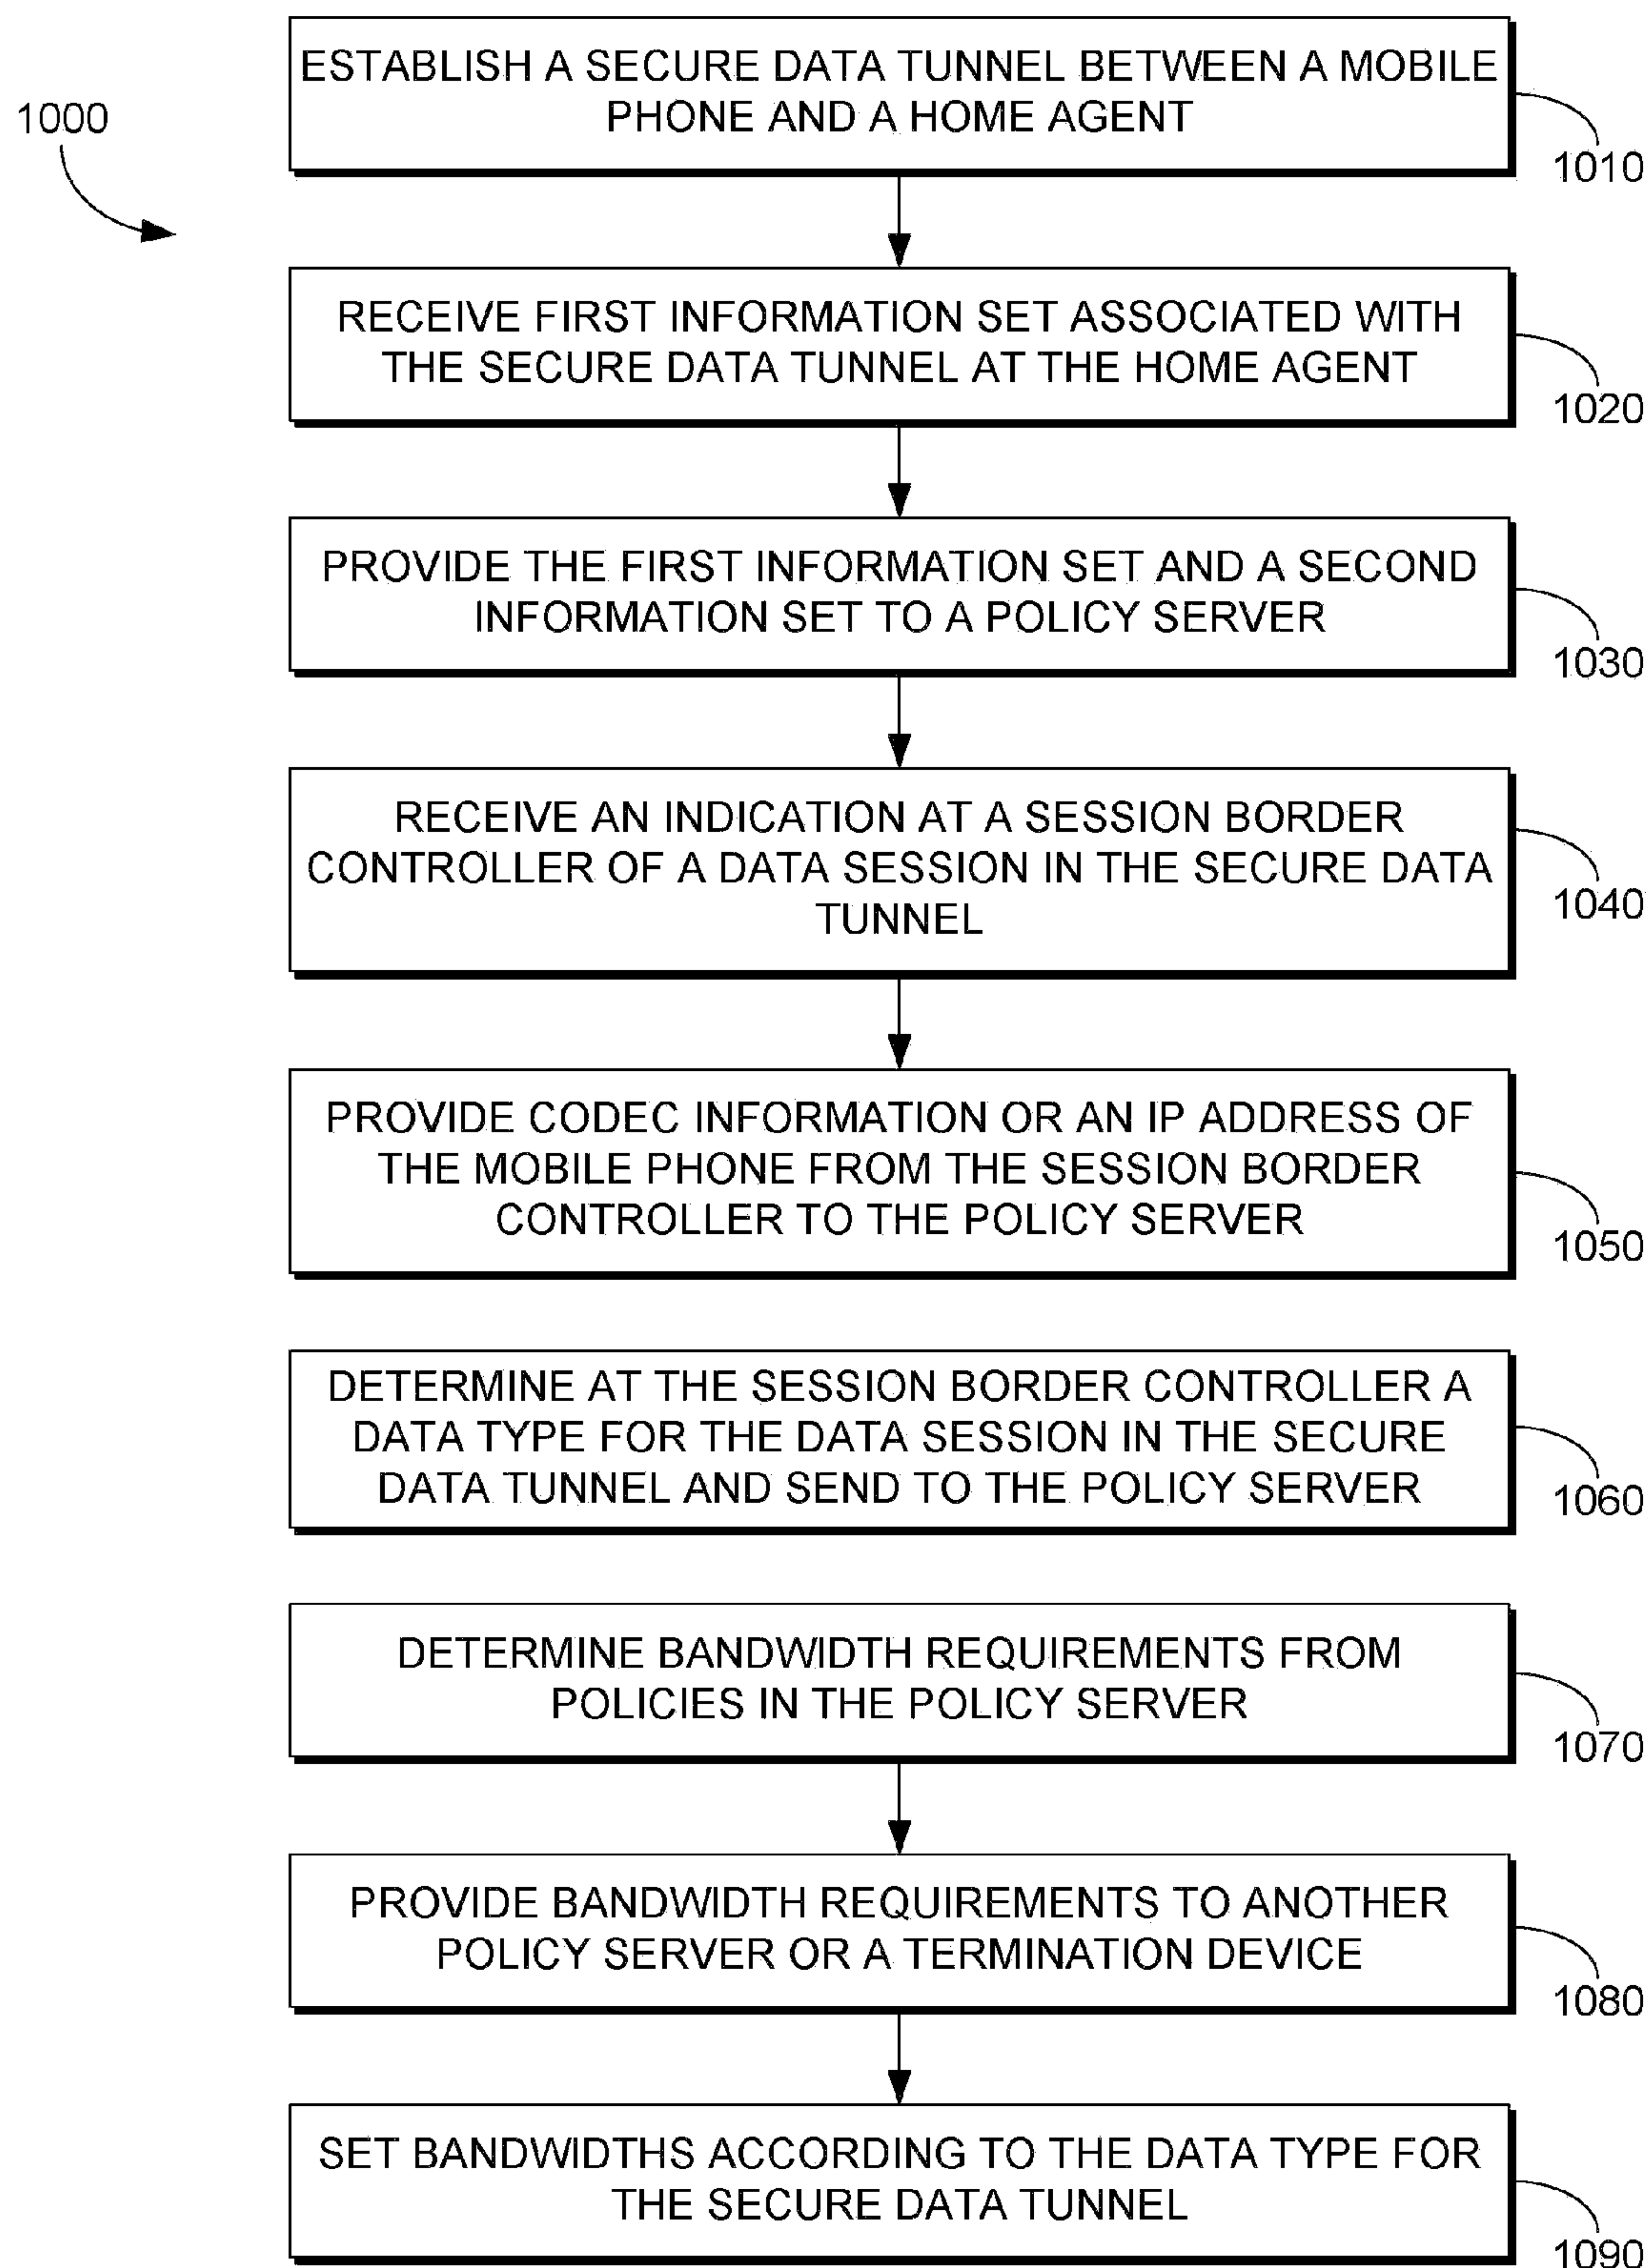 1000
ESTABLISH A SECURE DATA TUNNEL BETWEEN A MOBILE
PHONE AND A HOME AGENT
1010
RECEIVE FIRST INFORMATION SET ASSOCIATED WITH
THE SECURE DATA TUNNEL AT THE HOME AGENT
1020
PROVIDE THE FIRST INFORMATION SET AND A SECOND
INFORMATION SET TO A POLICY SERVER
1030
RECEIVE AN INDICATION AT A SESSION BORDER
CONTROLLER OF A DATA SESSION IN THE SECURE DATA
TUNNEL
1040
PROVIDE CODEC INFORMATION OR AN IP ADDRESS OF
THE MOBILE PHONE FROM THE SESSION BORDER
CONTROLLER TO THE POLICY SERVER
1050
DETERMINE AT THE SESSION BORDER CONTROLLER A
DATA TYPE FOR THE DATA SESSION IN THE SECURE
DATA TUNNEL AND SEND TO THE POLICY SERVER
1060
DETERMINE BANDWIDTH REQUIREMENTS FROM
POLICIES IN THE POLICY SERVER
1070
PROVIDE BANDWIDTH REQUIREMENTS TO ANOTHER
POLICY SERVER OR A TERMINATION DEVICE
1080
SET BANDWIDTHS ACCORDING TO THE DATA TYPE FOR
THE SECURE DATA TUNNEL
1090